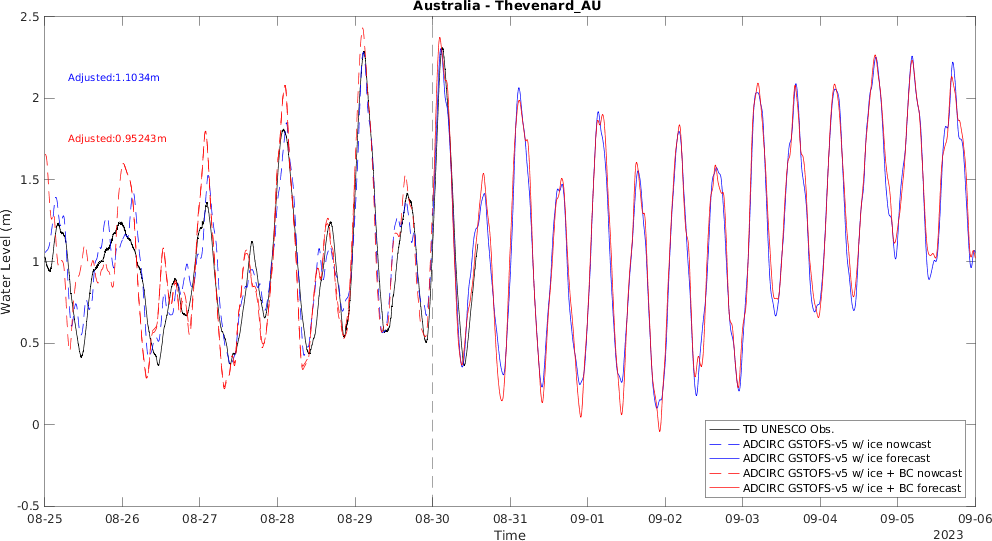 Australia - Thevenard_AU
2.5
2
1.5
1
0.5
0
-0.5
Water Level (m)
Adjusted:1.1034m
Adjusted:0.95243m
TD UNESCO Obs.
ADCIRC GSTOFS-v5 w/ ice nowcast
ADCIRC GSTOFS-v5 w/ ice forecast
ADCIRC GSTOFS-v5 w/ ice + BC nowcast
ADCIRC GSTOFS-v5 w/ ice + BC forecast
08-25 08-26 08-27 08-28 08-29 08-30 08-31 09-01 09-02 09-03 09-04 09-05 09-06
Time
2023